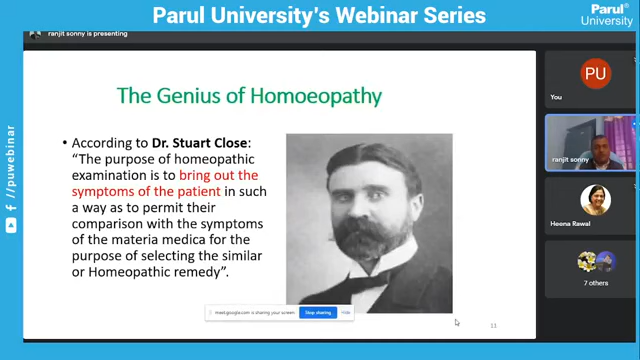 Parul University's Webinar Series
Parul®
University
ranjit sonny is presenting
The Genius of Homoeopathy
• According to Dr. Stuart Close:
"The purpose of homeopathic
examination is to bring out the
symptoms of the patient in such
a way as to permit their
comparison with the symptoms
of the materia medica for the
purpose of selecting the similar
or Homeopathic remedy".
meet.google.com is sharing your screen
Stop sharing
Hide
13
PU
You
ranjit sonny
Heena Rawal
7 others
/puwebinar